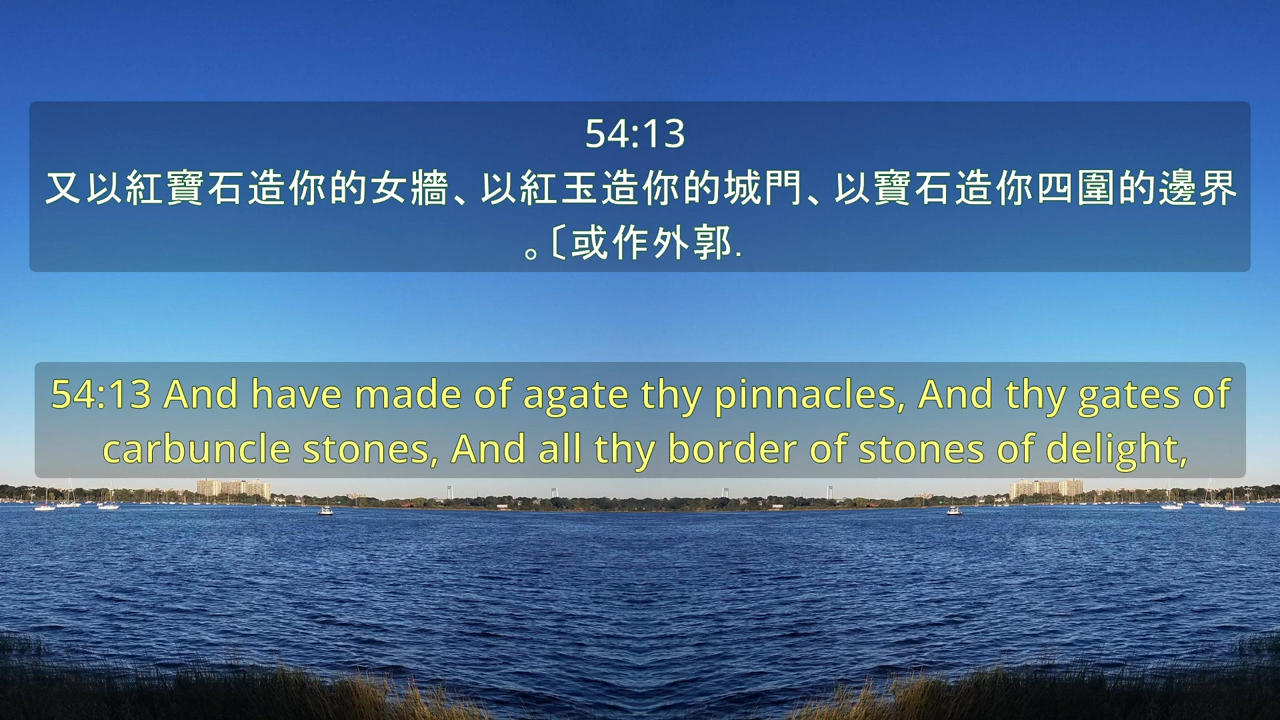 54:13
又以紅寶石造你的女牆、以紅玉造你的城門、以寶石造你四圍的邊界
。〔或作外郭.
54:13 And have made of agate thy pinnacles, And thy gates of
carbuncle stones, And all thy border of stones of delight,